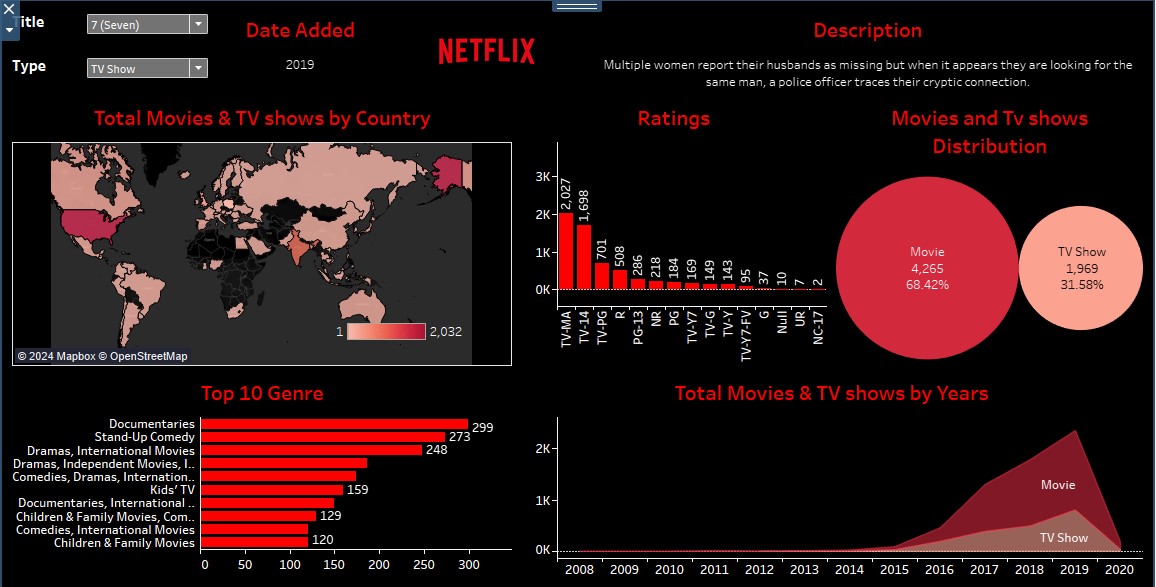 Title
7 (Seven)
Type
TV Show
Date Added
2019
NETFLIX
Description
Multiple women report their husbands as missing but when it appears they are looking for the
same man, a police officer traces their cryptic connection.
Total Movies & TV shows by Country
1
2,032
© 2024 Mapbox © OpenStreetMap
Ratings
3K
2K
1K
0K
2,027
1,698
701
508
286
218
184
169
149
143
95
37
10
7
2
TV-MA
TV-14
TV-PG
R
PG-13
NR
PG
TV-Y7
TV-G
TV-Y
TV-Y7-FV
G
Null
UR
NC-17
Movies and Tv shows
Distribution
Movie
4,265
68.42%
TV Show
1,969
31.58%
Top 10 Genre
Documentaries
299
Stand-Up Comedy
273
Dramas, International Movies
248
Dramas, Independent Movies, I..
Comedies, Dramas, Internation..
Kids’ TV
159
Documentaries, International ..
Children & Family Movies, Com..
129
Comedies, International Movies
Children & Family Movies
120
0 50 100 150 200 250 300
Total Movies & TV shows by Years
2K
1K
0K
Movie
TV Show
2008 2009 2010 2011 2012 2013 2014 2015 2016 2017 2018 2019 2020